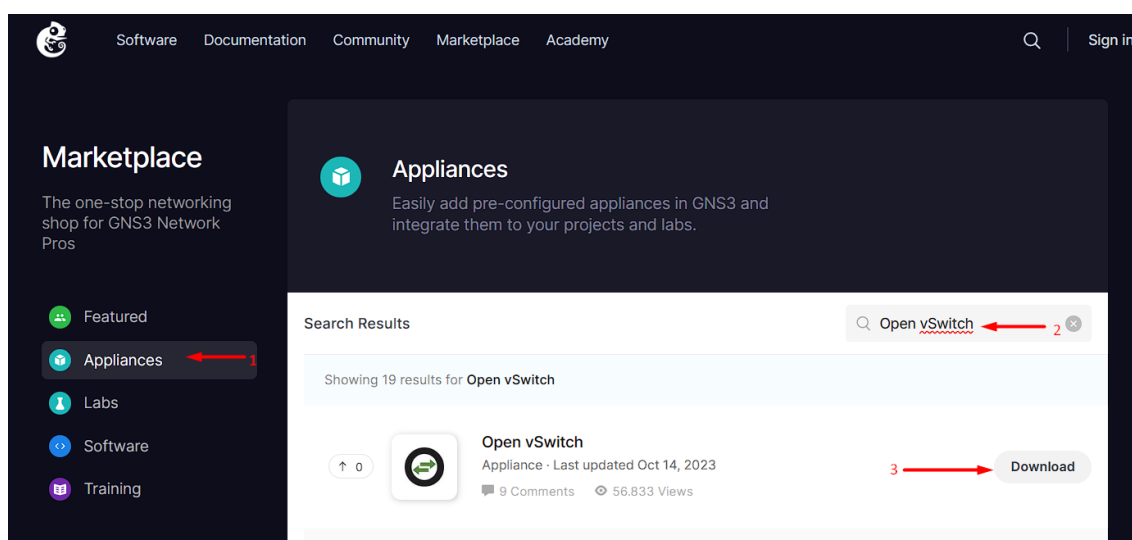 Software Documentation Community Marketplace Academy Sign in
Marketplace
The one-stop networking
shop for GNS3 Network
Pros
Featured
Appliances 1
Labs
Software
Training
Appliances
Easily add pre-configured appliances in GNS3 and
integrate them to your projects and labs.
Search Results
Open vSwitch 2
Showing 19 results for Open vSwitch
0
Open vSwitch
Appliance · Last updated Oct 14, 2023
9 Comments 56.833 Views
3 Download